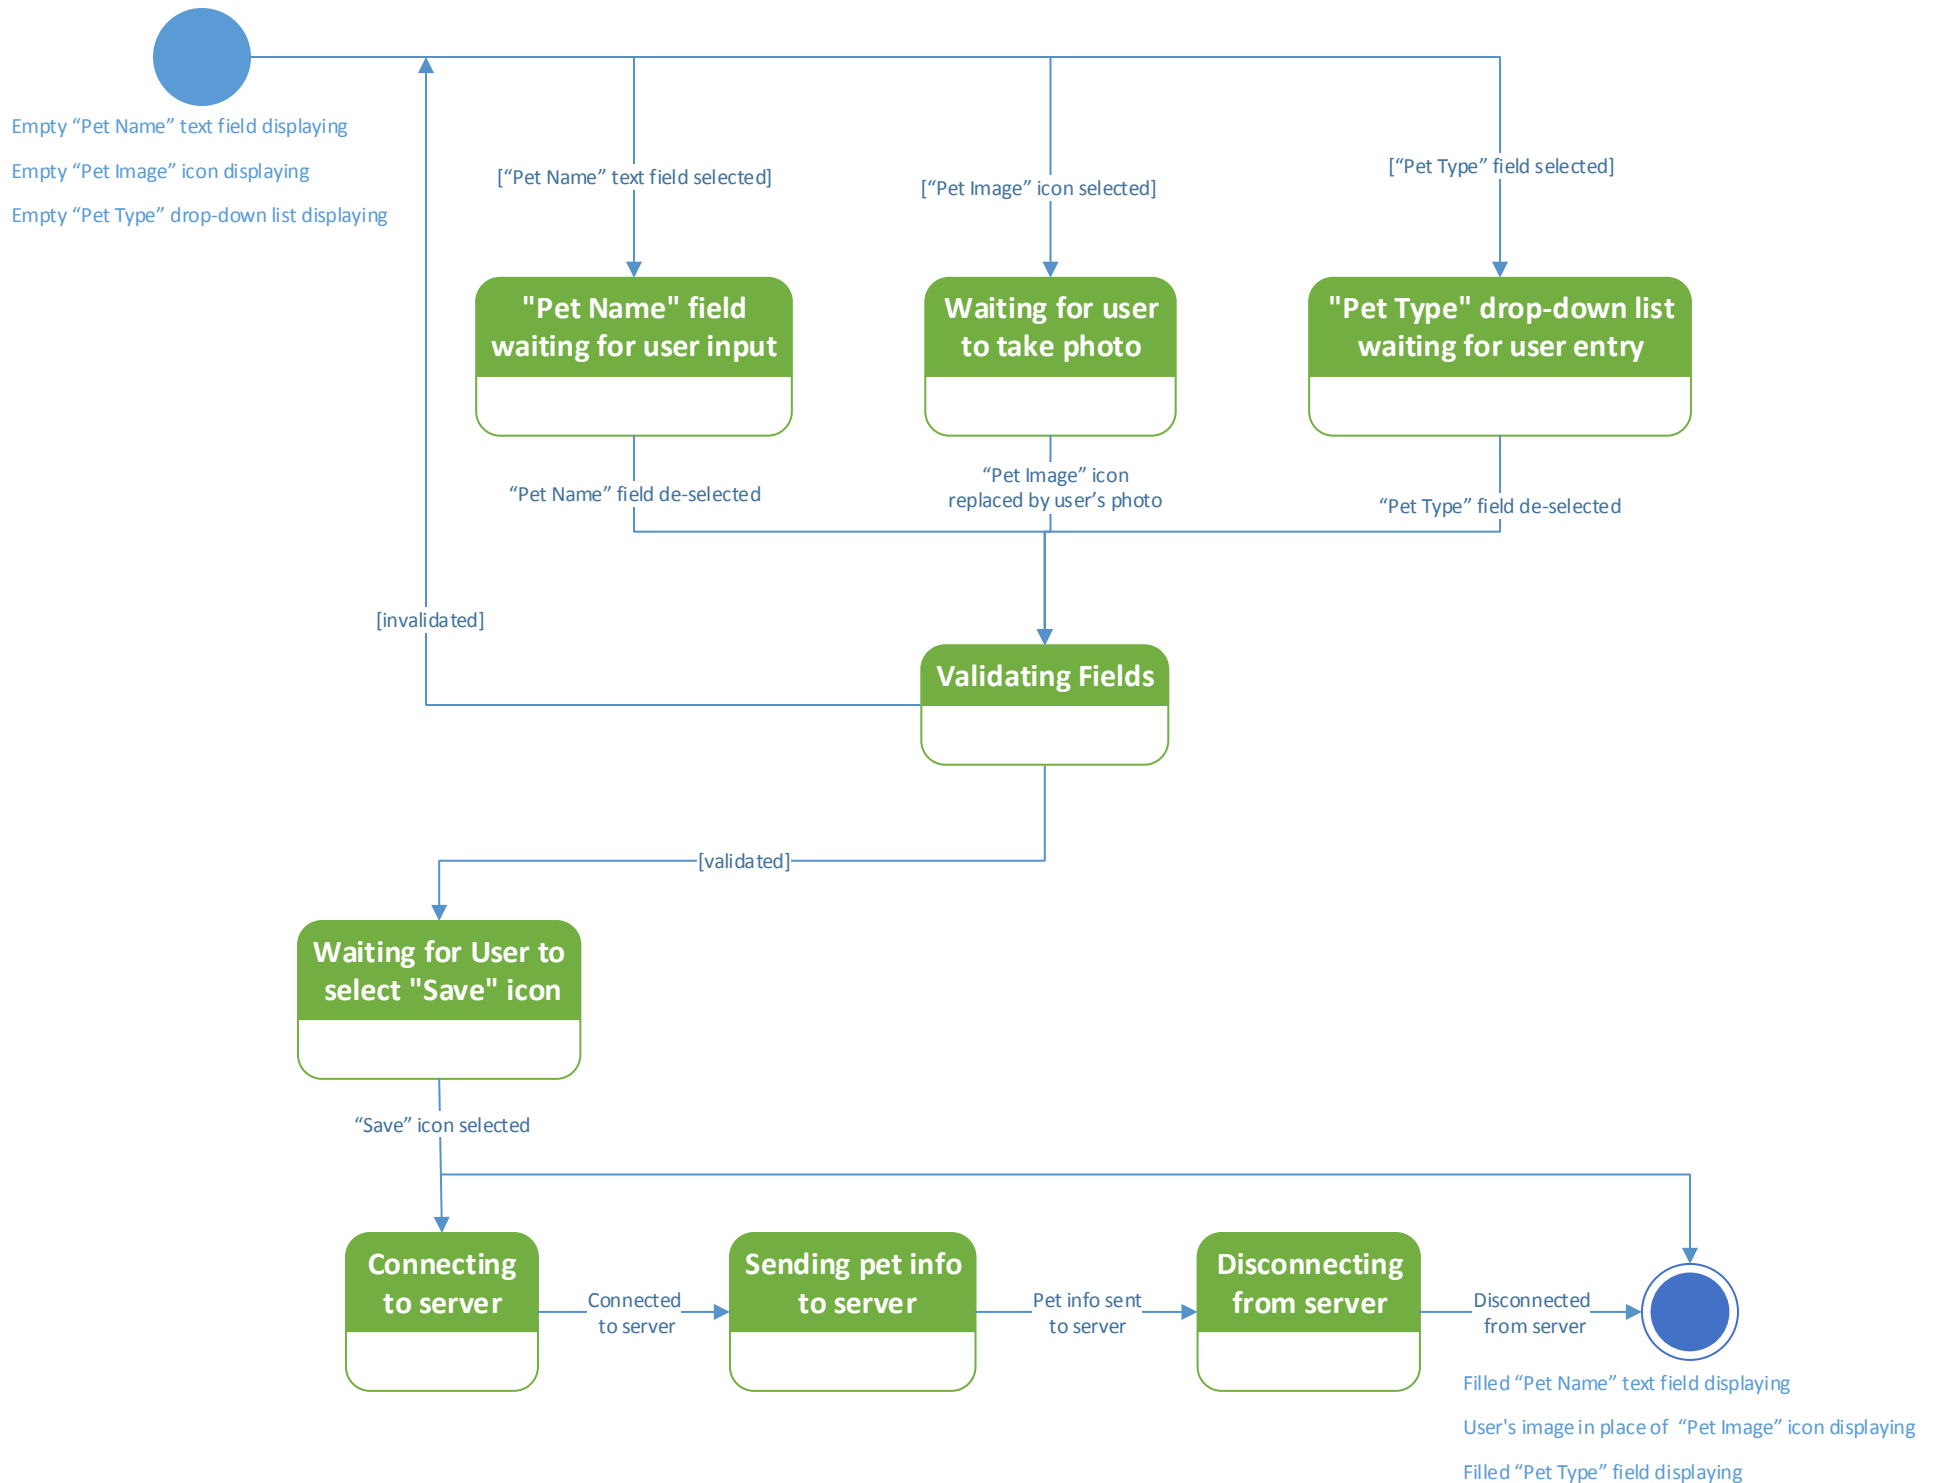 Empty “Pet Name” text field displaying
Empty “Pet Image” icon displaying
Empty “Pet Type” drop-down list displaying
[“Pet Name” text field selected]
[“Pet Image” icon selected]
[“Pet Type” field selected]
"Pet Name" field
waiting for user input
Waiting for user
to take photo
"Pet Type" drop-down list
waiting for user entry
“Pet Name” field de-selected
“Pet Image” icon
replaced by user’s photo
“Pet Type” field de-selected
[invalidated]
Validating Fields
[validated]
Waiting for User to
select "Save" icon
“Save” icon selected
Connecting
to server
Connected
to server
Sending pet info
to server
Pet info sent
to server
Disconnecting
from server
Disconnected
from server
Filled “Pet Name” text field displaying
User's image in place of “Pet Image” icon displaying
Filled “Pet Type” field displaying